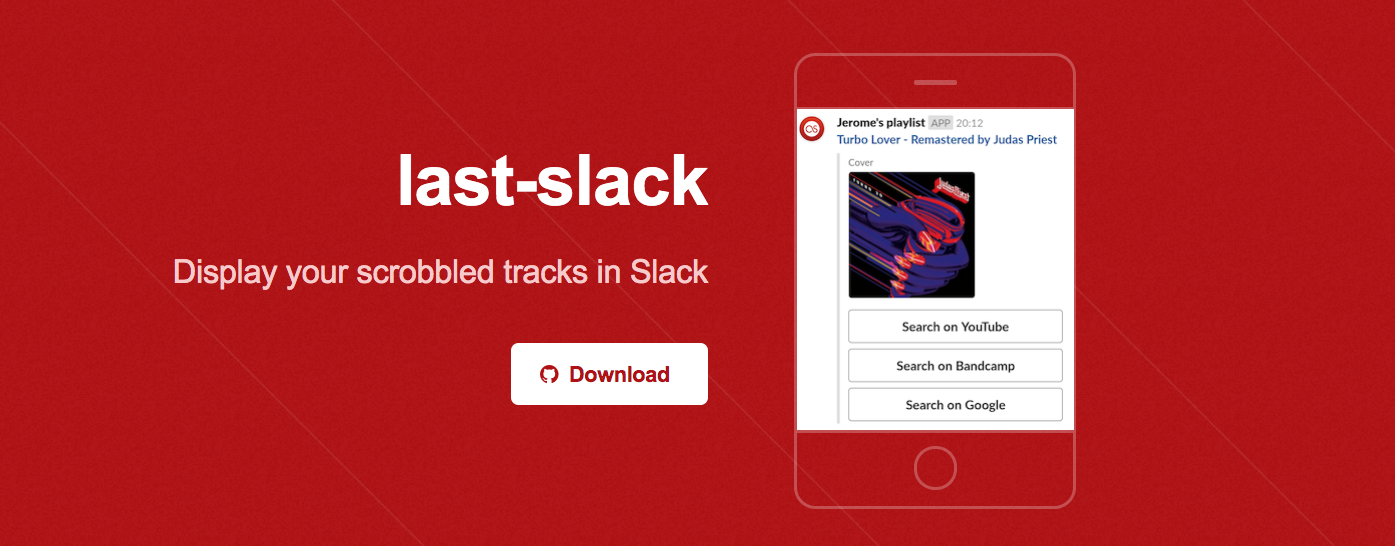 last-slack
Display your scrobbled tracks in Slack
Download
Jerome's playlist APP 20:12
Turbo Lover - Remastered by Judas Priest
Cover
Search on YouTube
Search on Bandcamp
Search on Google